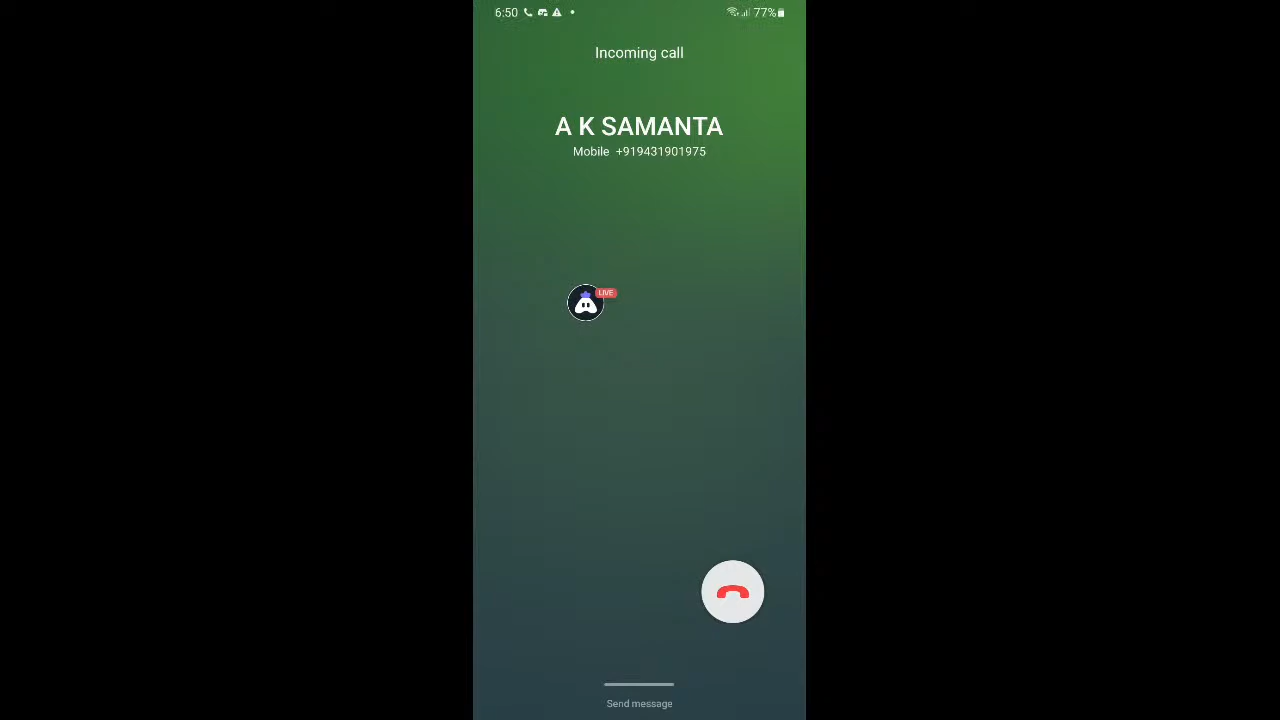 6:50
77%
Incoming call
A K SAMANTA
Mobile +919431901975
LIVE
Send message